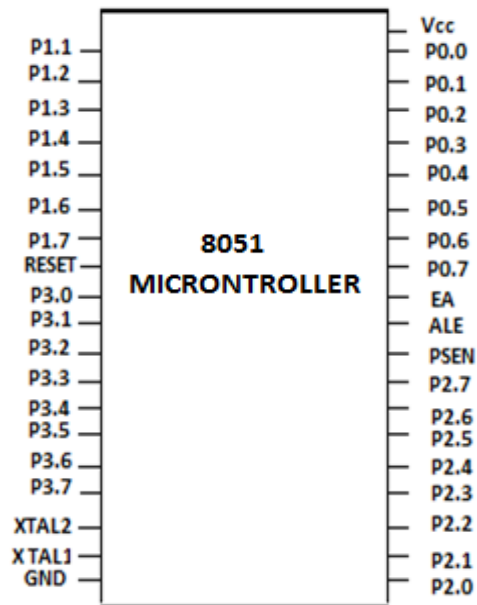 P1.1
P1.2
P1.3
P1.4
P1.5
P1.6
P1.7
RESET
P3.0
P3.1
P3.2
P3.3
P3.4
P3.5
P3.6
P3.7
XTAL2
XTAL1
GND
8051
MICRONTROLLER
Vcc
P0.0
P0.1
P0.2
P0.3
P0.4
P0.5
P0.6
P0.7
EA
ALE
PSEN
P2.7
P2.6
P2.5
P2.4
P2.3
P2.2
P2.1
P2.0